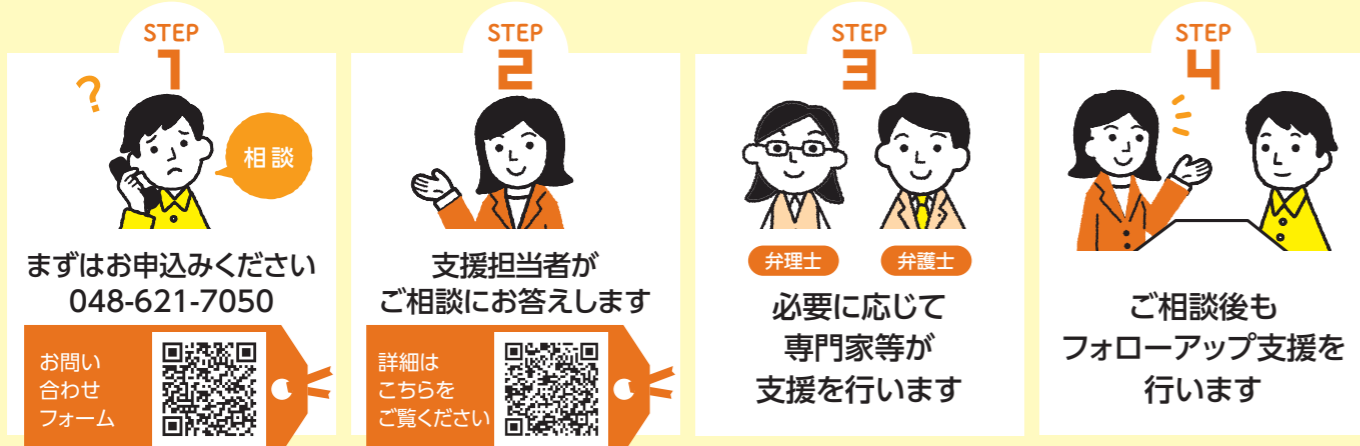 STEP
1
?
相談
まずはお申込みください
048-621-7050
お問い
合わせ
フォーム
STEP
2
支援担当者が
ご相談にお答えします
詳細は
こちらを
ご覧ください
STEP
3
弁理士
弁護士
必要に応じて
専門家等が
支援を行います
STEP
4
ご相談後も
フォローアップ支援を
行います